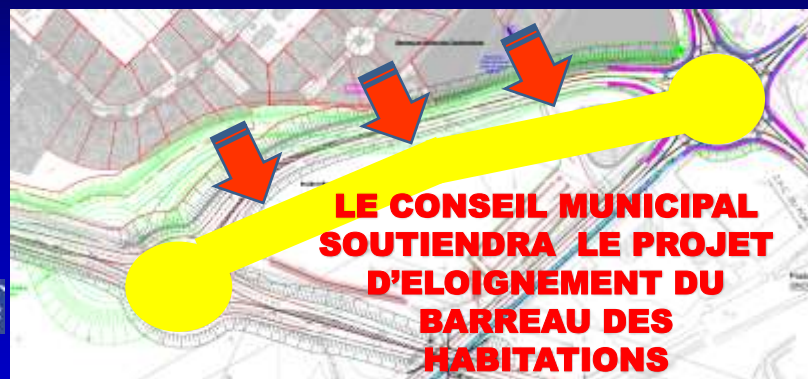 LE CONSEIL MUNICIPAL
SOUTIENDRA LE PROJET
D'ELOIGNEMENT DU
BARREAU DES
HABITATIONS